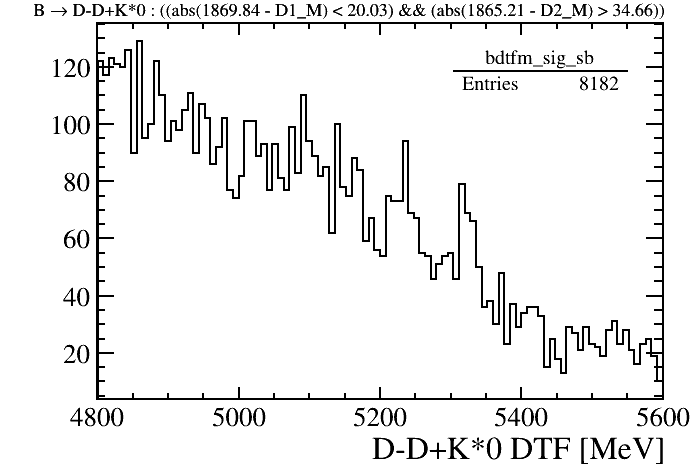 B → D-D+K*0 : ((abs(1869.84 - D1_M) < 20.03) && (abs(1865.21 - D2_M) > 34.66))
bdtfm_sig_sb
Entries 8182
120
100
80
60
40
20
4800 5000 5200 5400 5600
D-D+K*0 DTF [MeV]